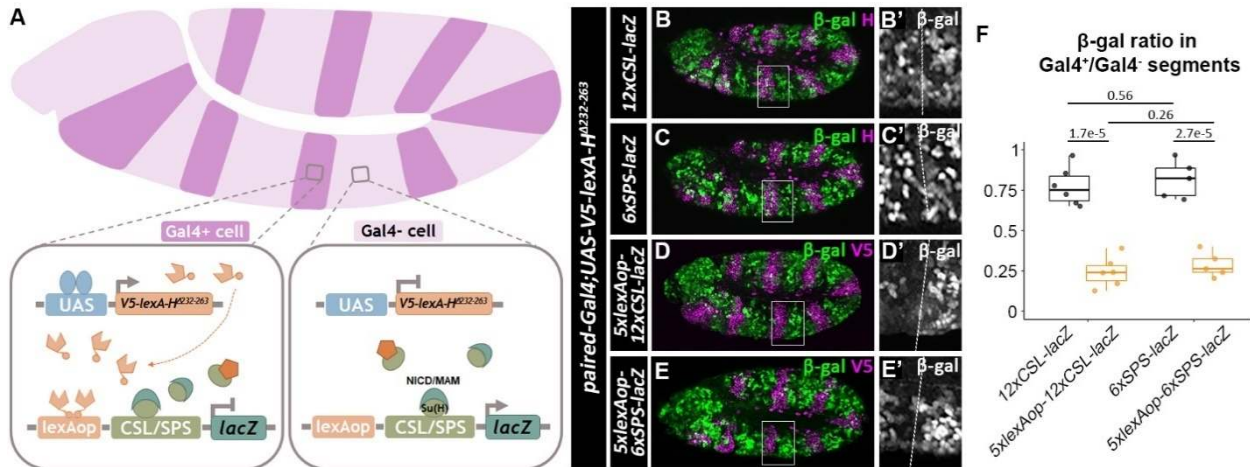 A
Gal4+ cell
Gal4- cell
UAS
V5-lexA-H^Δ232-263
UAS
V5-lexA-H^Δ232-263
NICD/MAM
Su(H)
lexAop
CSL/SPS
lacZ
lexAop
CSL/SPS
lacZ
paired-Gal4;UAS-V5-lexA-H^Δ232-263
12xCSL-lacZ
B
β-gal H
B'
β-gal
6xSPS-lacZ
C
β-gal H
C'
β-gal
5xlexAop-
12xCSL-lacZ
D
β-gal V5
D'
β-gal
5xlexAop-
6xSPS-lacZ
E
β-gal V5
E'
β-gal
F
β-gal ratio in
Gal4⁺/Gal4⁻ segments
0.56
0.26
1.7e-5
2.7e-5
1
0.75
0.5
0.25
0
12xCSL-lacZ
5xlexAop-12xCSL-lacZ
6xSPS-lacZ
5xlexAop-6xSPS-lacZ